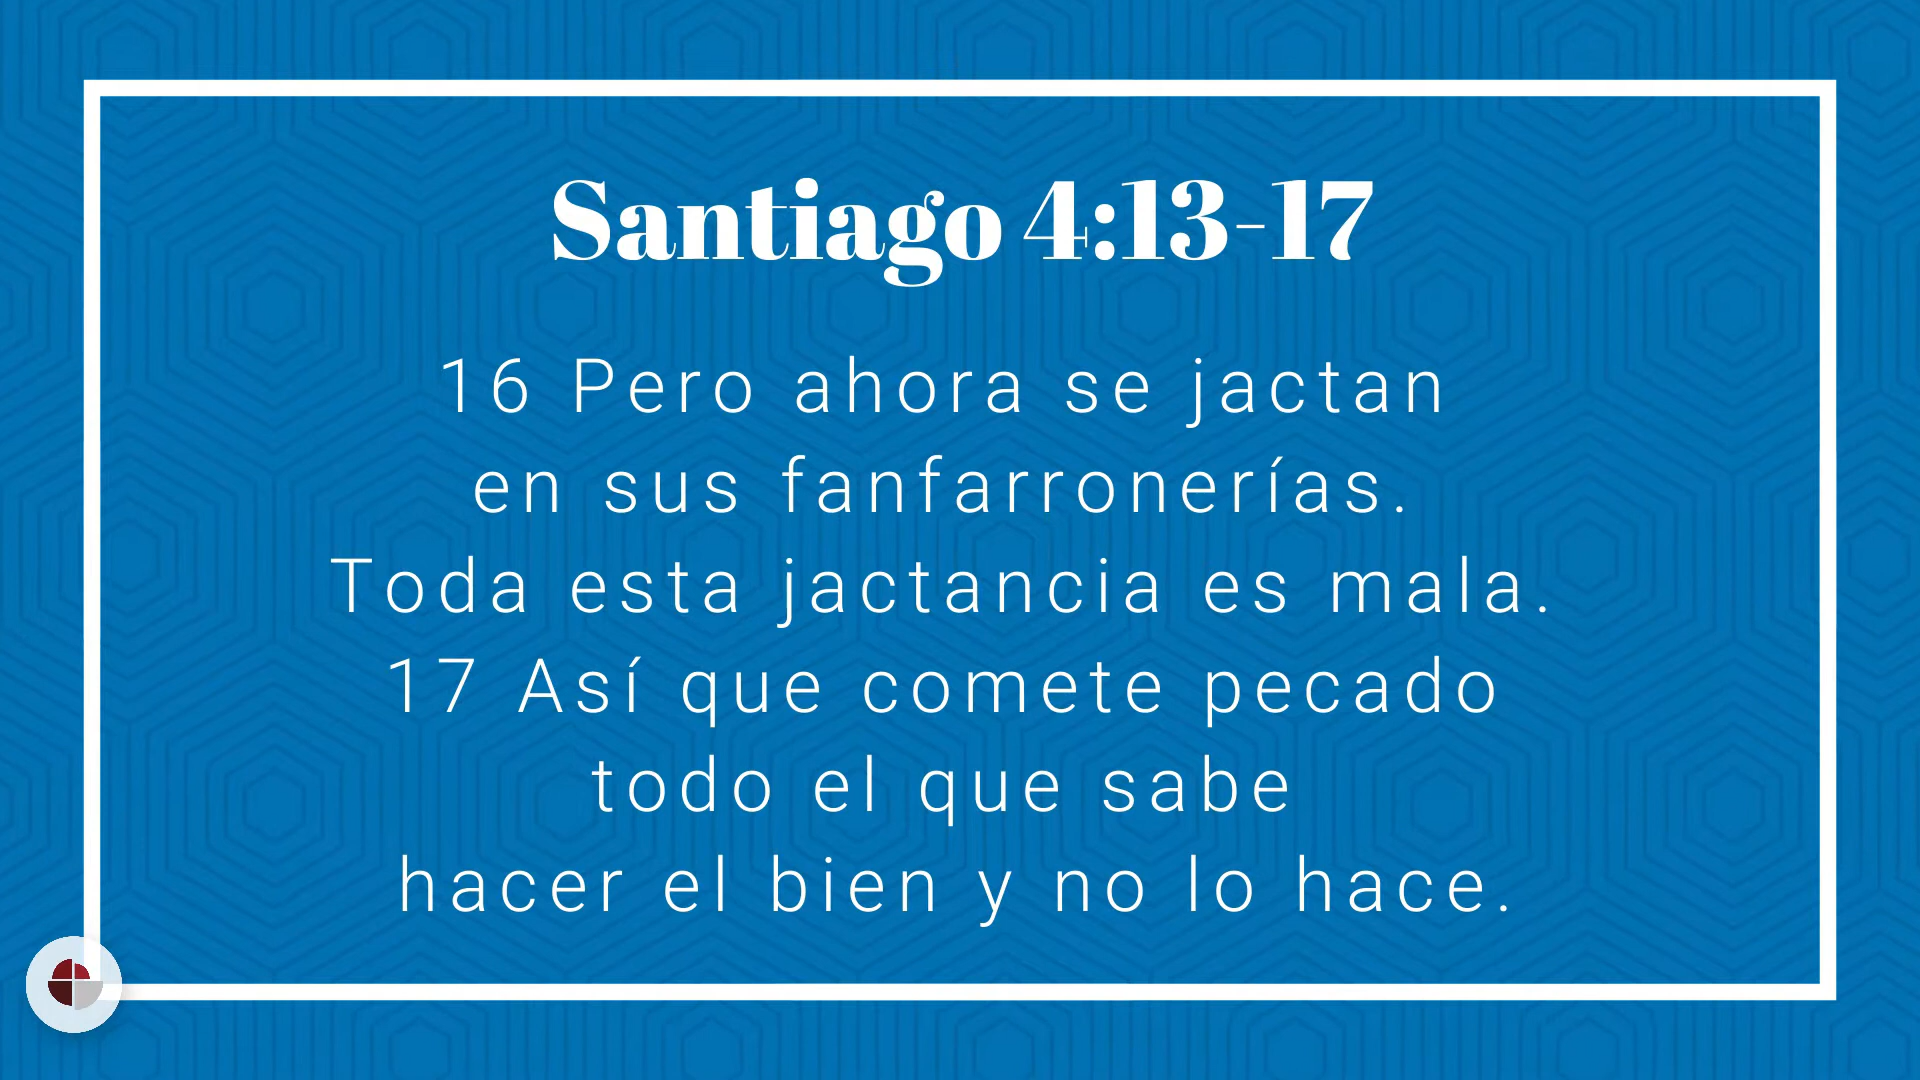 Santiago 4:13-17
16 Pero ahora se jactan
en sus fanfarronerías.
Toda esta jactancia es mala.
17 Así que comete pecado
todo el que sabe
hacer el bien y no lo hace.